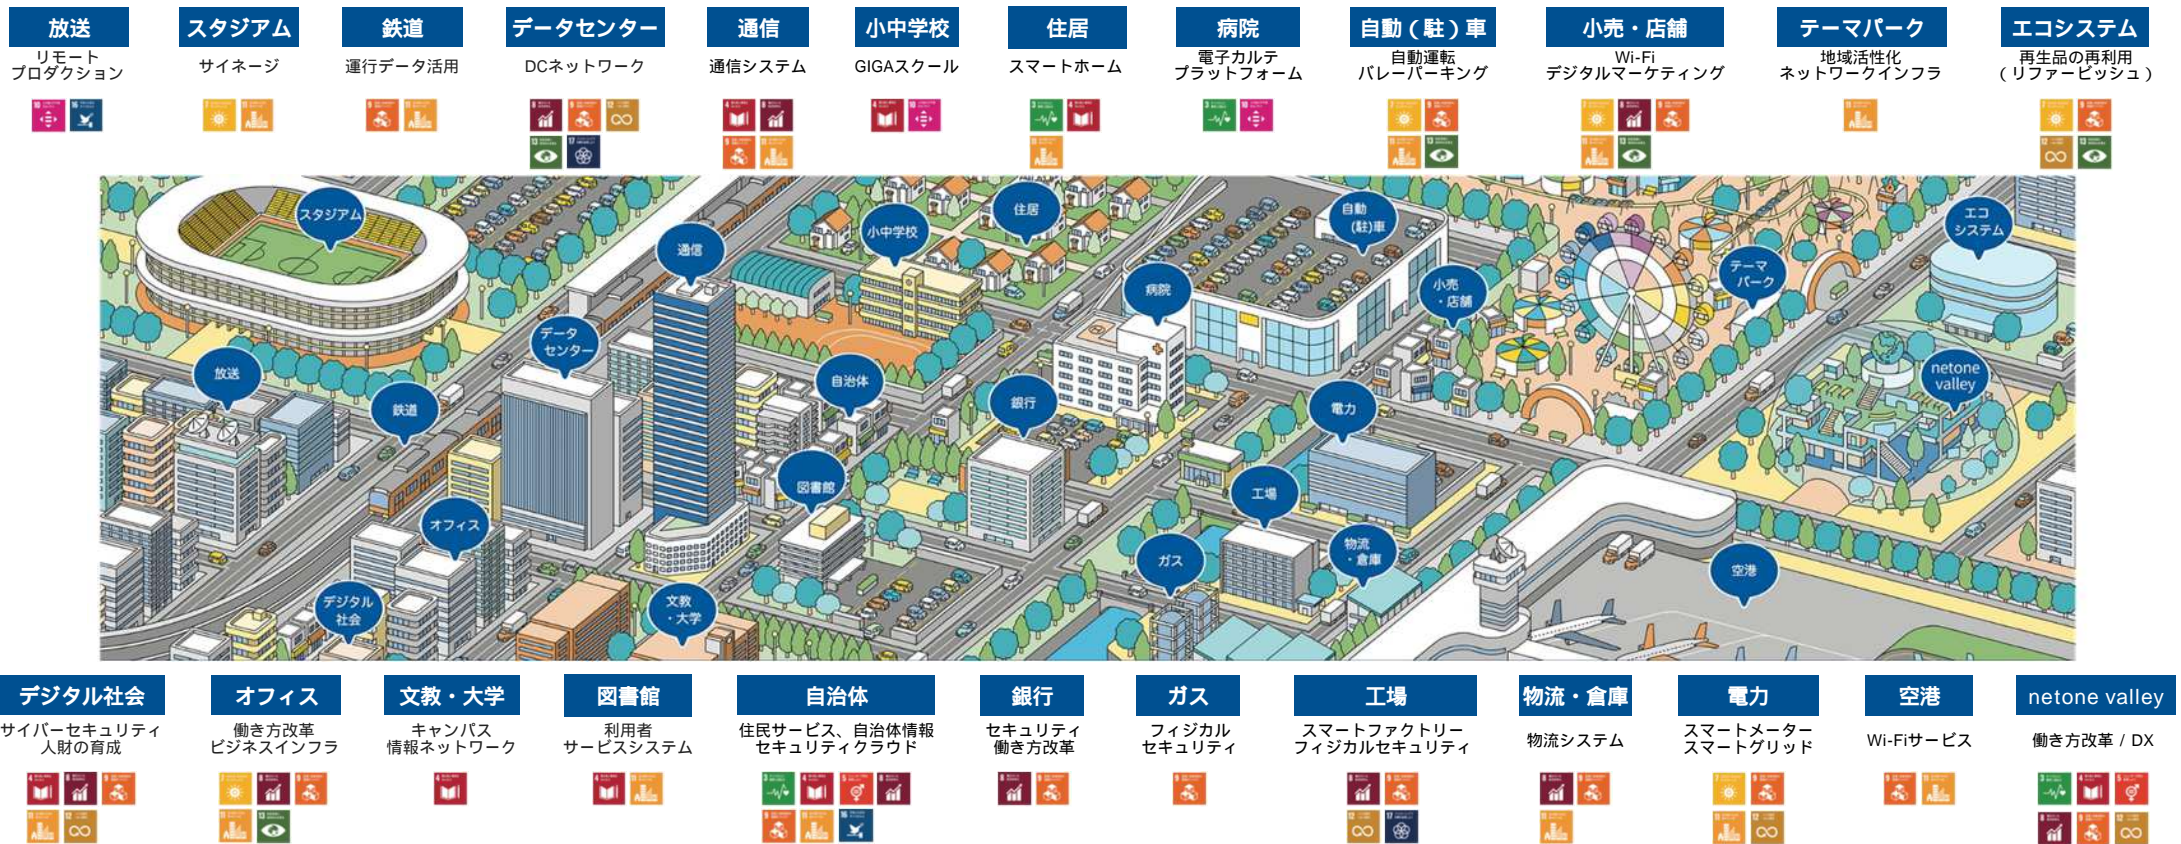 放送
スタジアム
鉄道
データセンター
通信
小中学校
住居
病院
自動(駐)車
小売・店舗
テーマパーク
エコシステム
リモート
プロダクション
サイネージ
運行データ活用
DCネットワーク
通信システム
GIGAスクール
スマートホーム
電子カルテ
プラットフォーム
自動運転
バレーパーキング
Wi-Fi
デジタルマーケティング
地域活性化
ネットワークインフラ
再生品の再利用
(リファービッシュ)
スタジアム
通信
小中学校
住居
自動
(駐)車
エコ
システム
病院
小売
・店舗
テーマ
パーク
データ
センター
放送
鉄道
自治体
銀行
電力
netone
valley
図書館
工場
オフィス
ガス
物流
・倉庫
空港
デジタル
社会
文教
・大学
デジタル社会
オフィス
文教・大学
図書館
自治体
銀行
ガス
工場
物流・倉庫
電力
空港
netone valley
サイバーセキュリティ
人財の育成
働き方改革
ビジネスインフラ
キャンパス
情報ネットワーク
利用者
サービスシステム
住民サービス、自治体情報
セキュリティクラウド
セキュリティ
働き方改革
フィジカル
セキュリティ
スマートファクトリー
フィジカルセキュリティ
物流システム
スマートメーター
スマートグリッド
Wi-Fiサービス
働き方改革 / DX